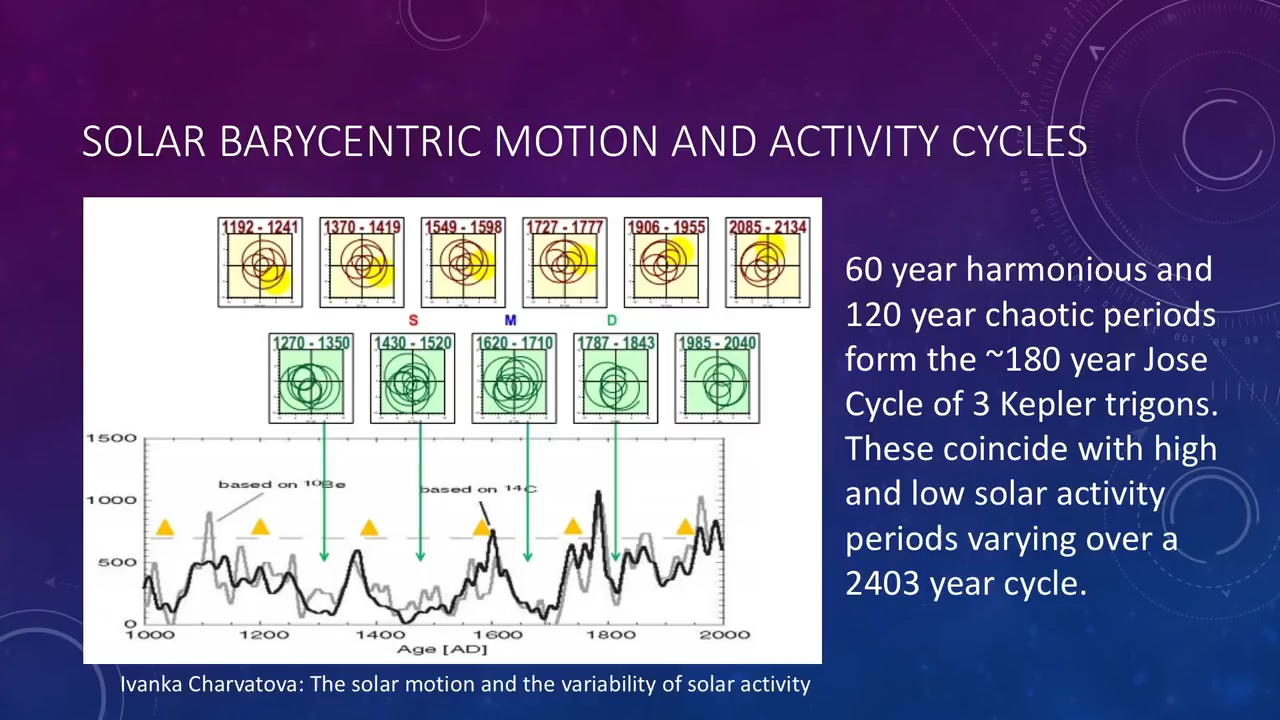 SOLAR BARYCENTRIC MOTION AND ACTIVITY CYCLES
1192 - 1241 1370 - 1419 1549 - 1598 1727 - 1777 1906 - 1955 2085 - 2134
S M D
1270 - 1350 1430 - 1520 1620 - 1710 1787 - 1843 1985 - 2040
1500
1000
500
0
based on ¹⁰Be
based on ¹⁴C
1000 1200 1400 1600 1800 2000
Age [AD]
60 year harmonious and
120 year chaotic periods
form the ~180 year Jose
Cycle of 3 Kepler trigons.
These coincide with high
and low solar activity
periods varying over a
2403 year cycle.
Ivanka Charvatova: The solar motion and the variability of solar activity